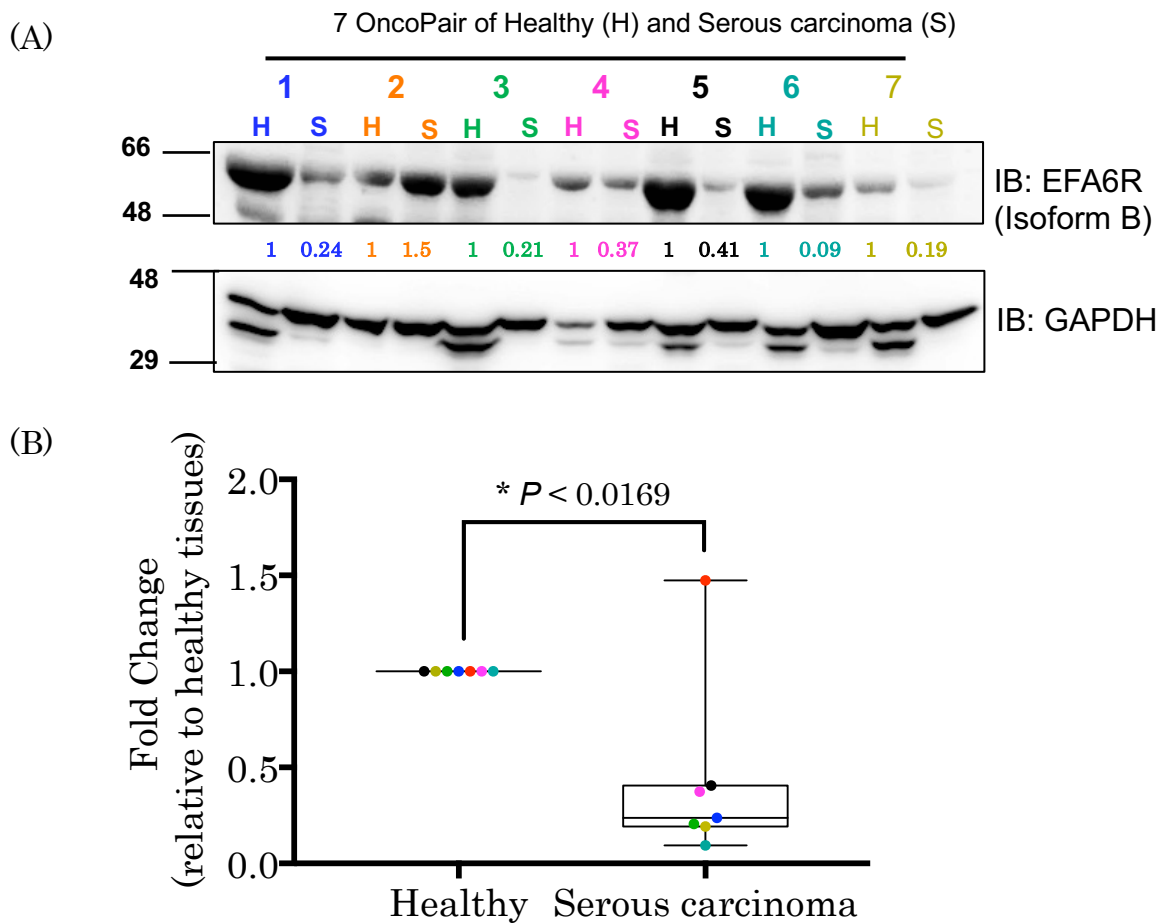 (A)
7 OncoPair of Healthy (H) and Serous carcinoma (S)
1 2 3 4 5 6 7
H S H S H S H S H S H S H S
66
48
IB: EFA6R
(Isoform B)
1 0.24 1 1.5 1 0.21 1 0.37 1 0.41 1 0.09 1 0.19
48
29
IB: GAPDH
(B)
Fold Change
(relative to healthy tissues)
2.0
1.5
1.0
0.5
0.0
* P < 0.0169
Healthy Serous carcinoma